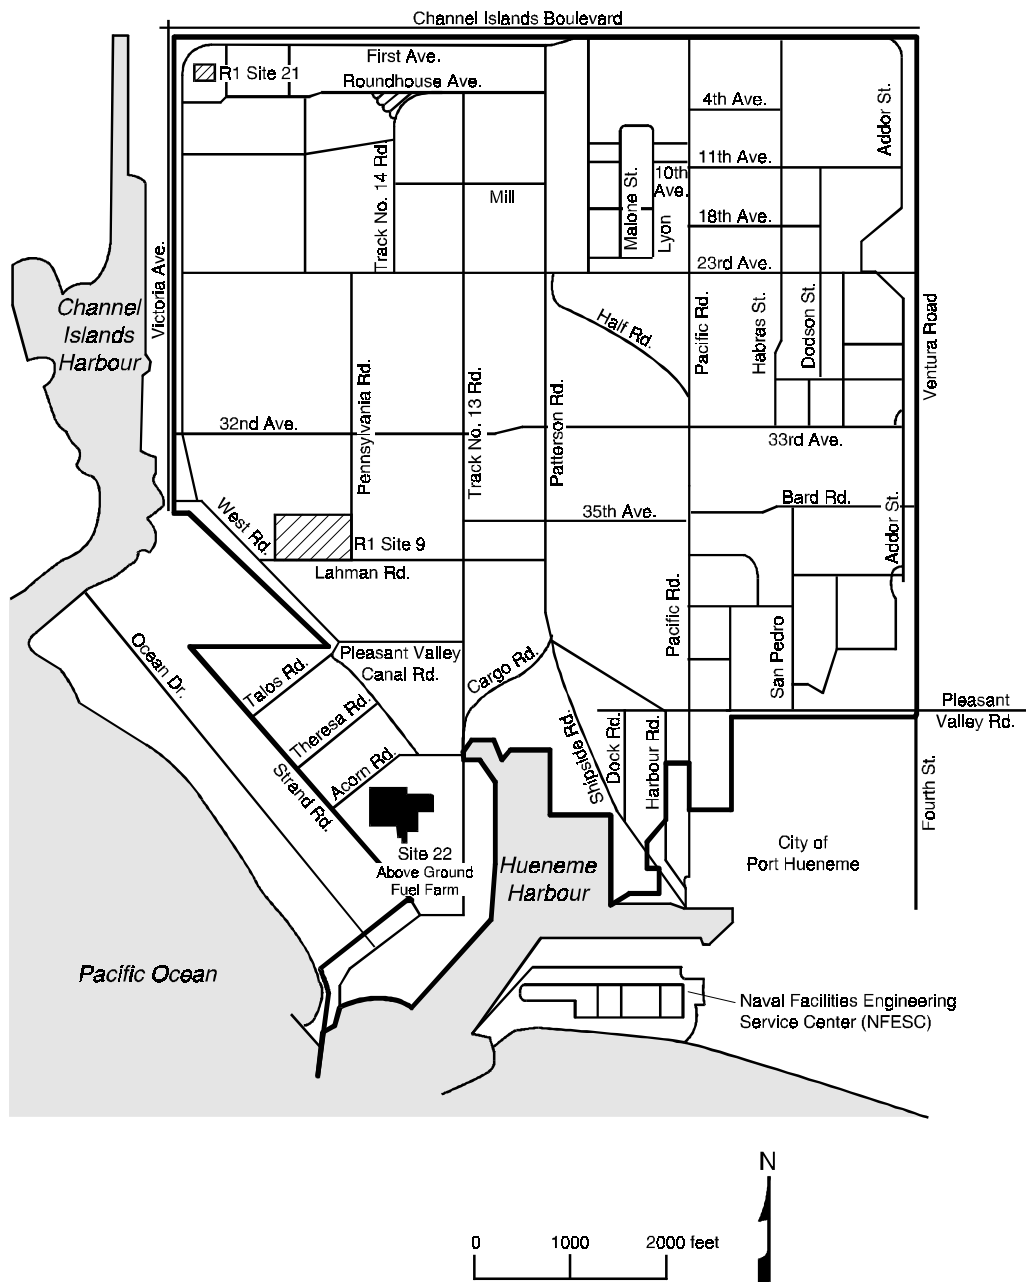 Channel Islands Boulevard
First Ave.
R1 Site 21
Roundhouse Ave.
4th Ave.
Addor St.
11th Ave.
10th
Ave.
Track No. 14 Rd
Mill
Malone St.
Lyon
18th Ave.
23rd Ave.
Victoria Ave.
Channel
Islands
Harbour
Half Rd.
Pacific Rd.
Habras St.
Dodson St.
Ventura Road
Pennsylvania Rd.
Track No. 13 Rd.
Patterson Rd.
32nd Ave.
33rd Ave.
Bard Rd.
West Rd.
35th Ave.
Addor St.
R1 Site 9
Lahman Rd.
Pacific Rd.
San Pedro
Ocean Dr.
Pleasant Valley
Canal Rd.
Talos Rd.
Cargo Rd.
Theresa Rd.
Pleasant
Valley Rd.
Shipside Rd.
Dock Rd.
Harbour Rd.
Acorn Rd.
Strand Rd.
Fourth St.
Site 22
Above Ground
Fuel Farm
Hueneme
Harbour
City of
Port Hueneme
Pacific Ocean
Naval Facilities Engineering
Service Center (NFESC)
N
0 1000 2000 feet